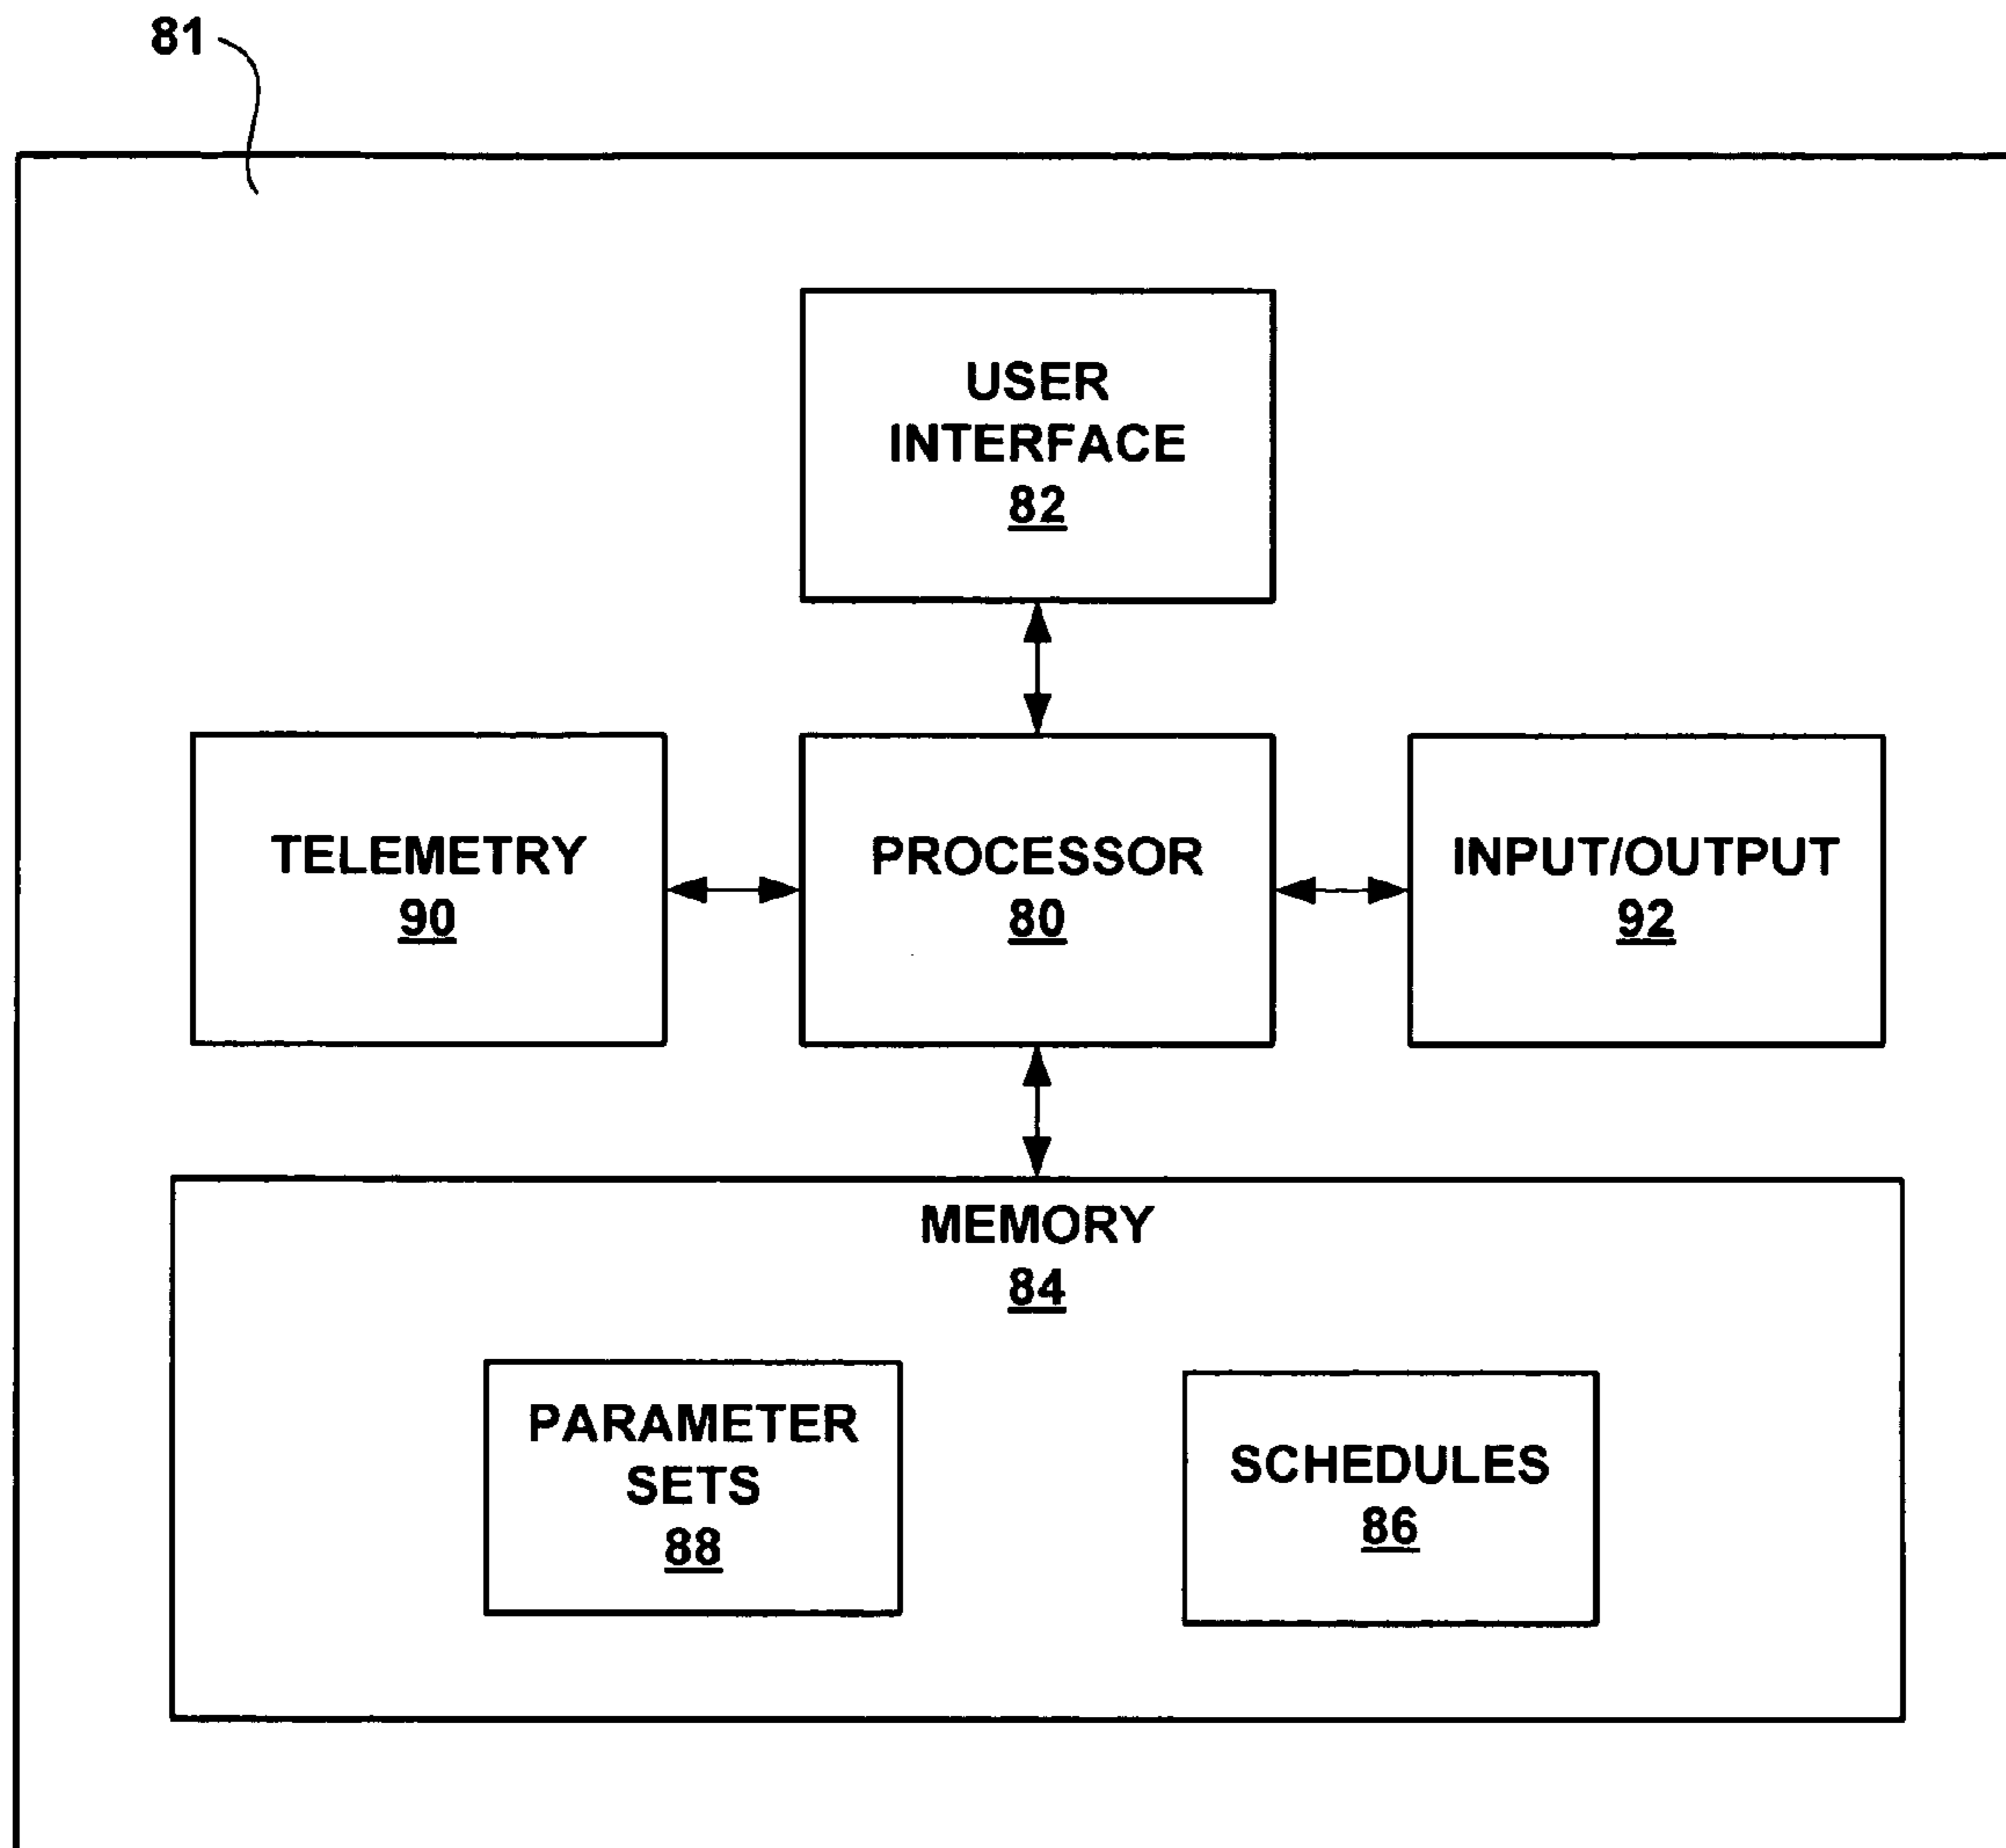 81
USER
INTERFACE
82
TELEMETRY
90
PROCESSOR
80
INPUT/OUTPUT
92
MEMORY
84
PARAMETER
SETS
88
SCHEDULES
86